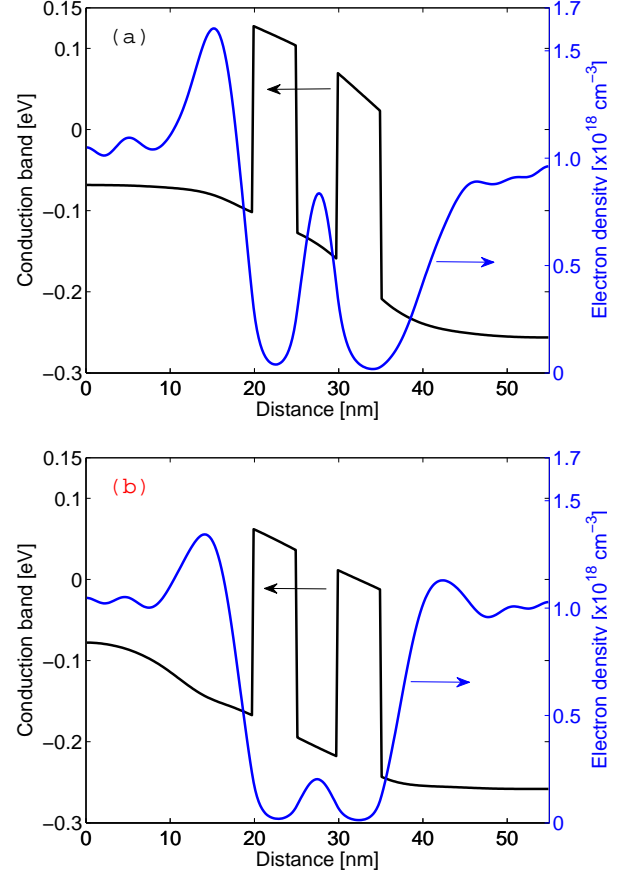 (a)
Conduction band [eV]
0.15
0.1
0
−0.1
−0.2
−0.3
0 10 20 30 40 50
Distance [nm]
1.7
1.5
1.0
0.5
0
Electron density [x10^18 cm^−3]
(b)
Conduction band [eV]
0.15
0.1
0
−0.1
−0.2
−0.3
0 10 20 30 40 50
Distance [nm]
1.7
1.5
1.0
0.5
0
Electron density [x10^18 cm^−3]